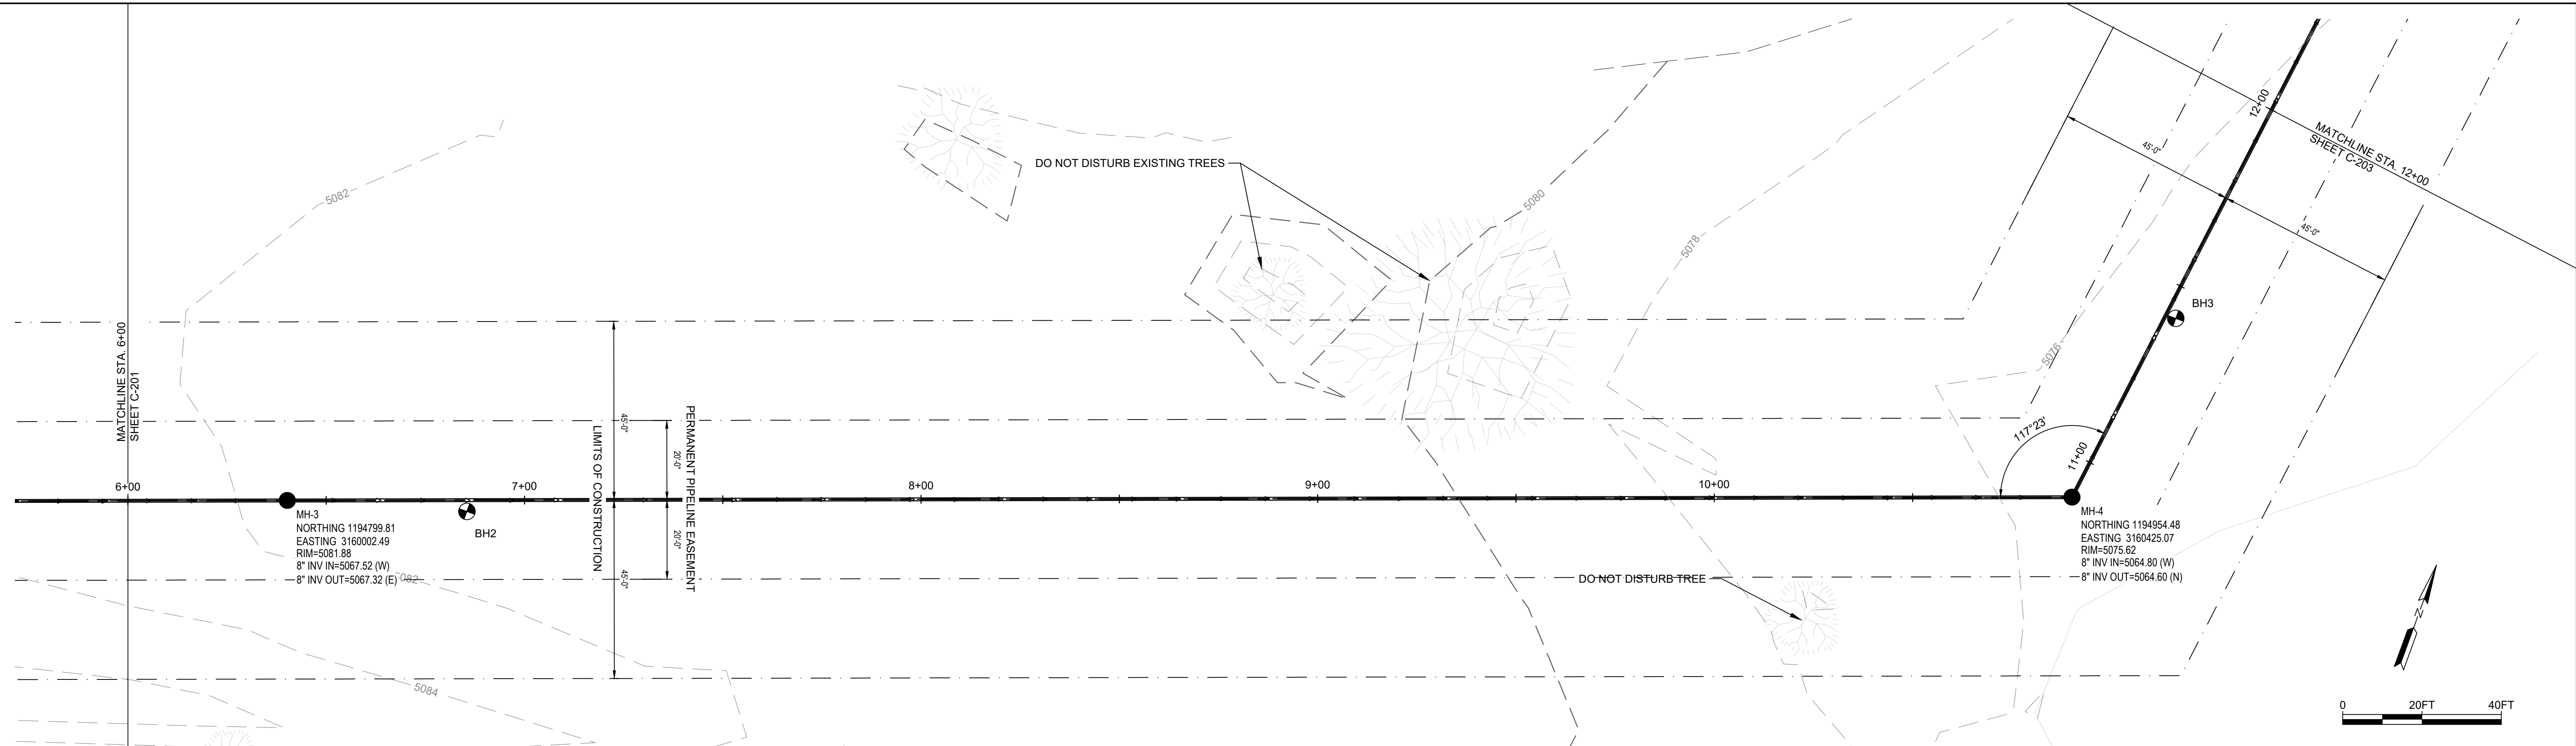 5082
DO NOT DISTURB EXISTING TREES
5080
5078
12+00
MATCHLINE STA. 12+00
SHEET C-203
45'-0"
45'-0"
BH3
5076
MATCHLINE STA. 6+00
SHEET C-201
6+00
7+00
8+00
9+00
10+00
11+00
117°23'
LIMITS OF CONSTRUCTION
45'-0"
45'-0"
PERMANENT PIPELINE EASEMENT
20'-0"
20'-0"
MH-3
NORTHING 1194799.81
EASTING 3160002.49
RIM=5081.88
8" INV IN=5067.52 (W)
8" INV OUT=5067.32 (E)
BH2
5082
5084
DO NOT DISTURB TREE
MH-4
NORTHING 1194954.48
EASTING 3160425.07
RIM=5075.62
8" INV IN=5064.80 (W)
8" INV OUT=5064.60 (N)
N
0 20FT 40FT